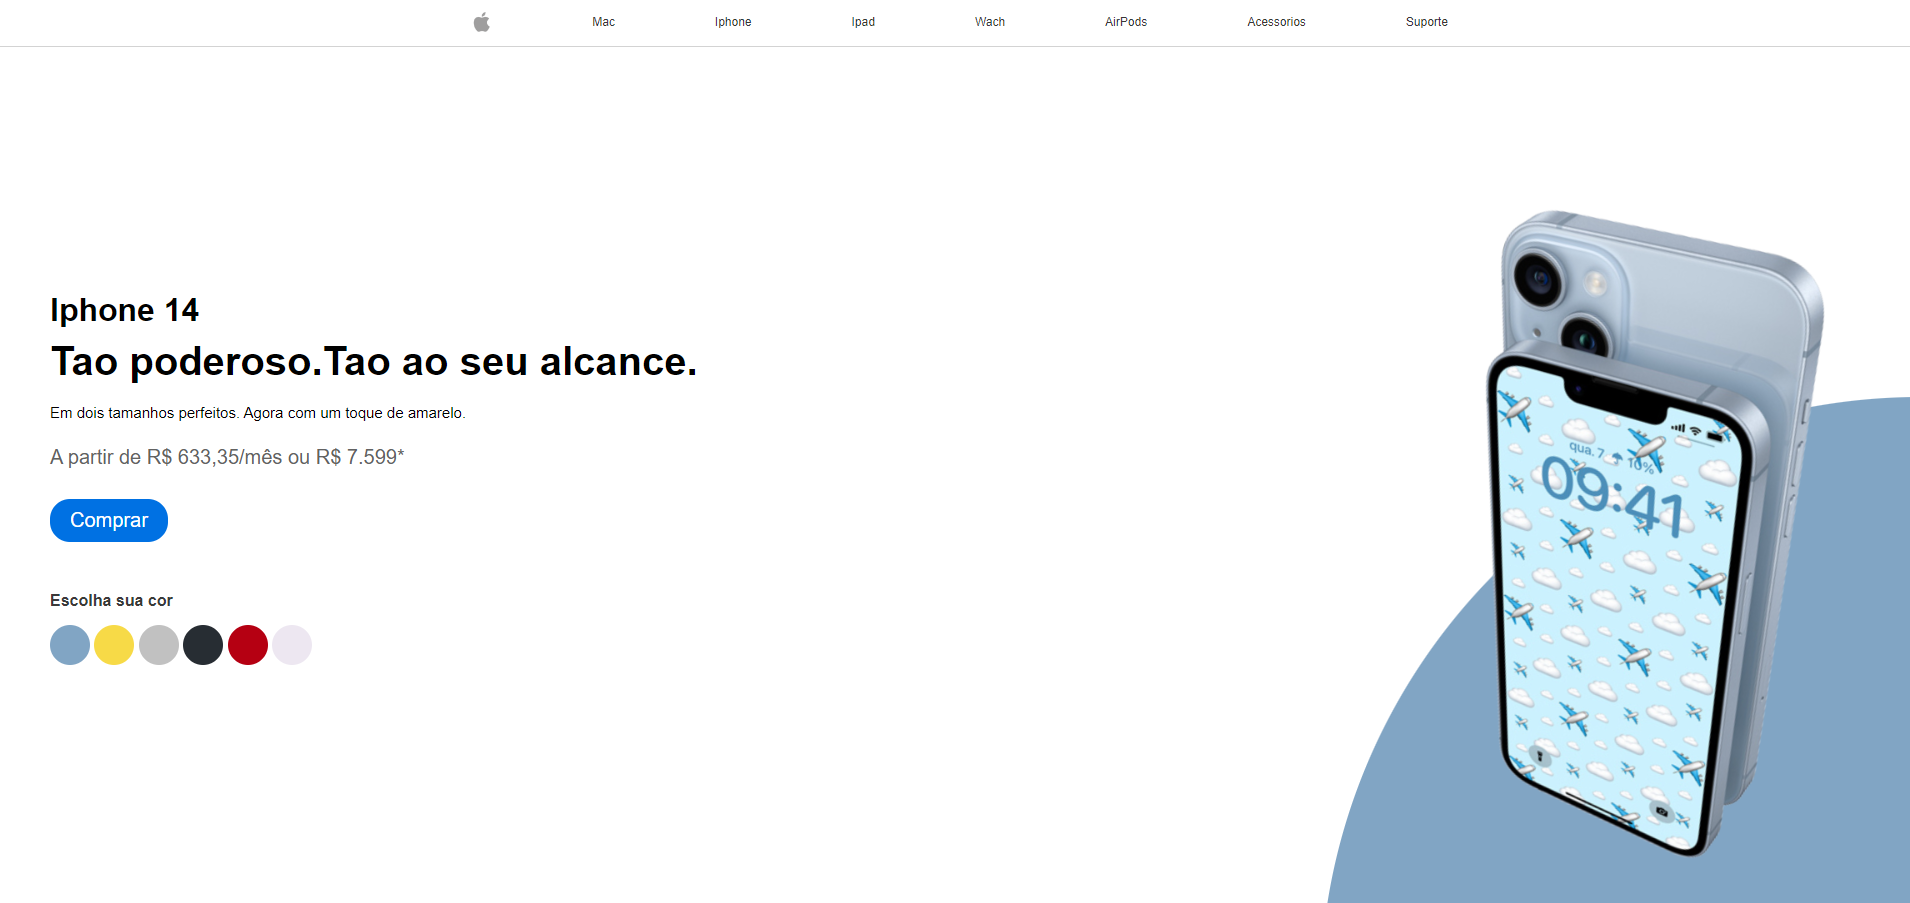 Mac Iphone Ipad Wach AirPods Acessorios Suporte
Iphone 14
Tao poderoso.Tao ao seu alcance.
Em dois tamanhos perfeitos. Agora com um toque de amarelo.
A partir de R$ 633,35/mês ou R$ 7.599*
Comprar
Escolha sua cor
qua. 7 10%
09:41